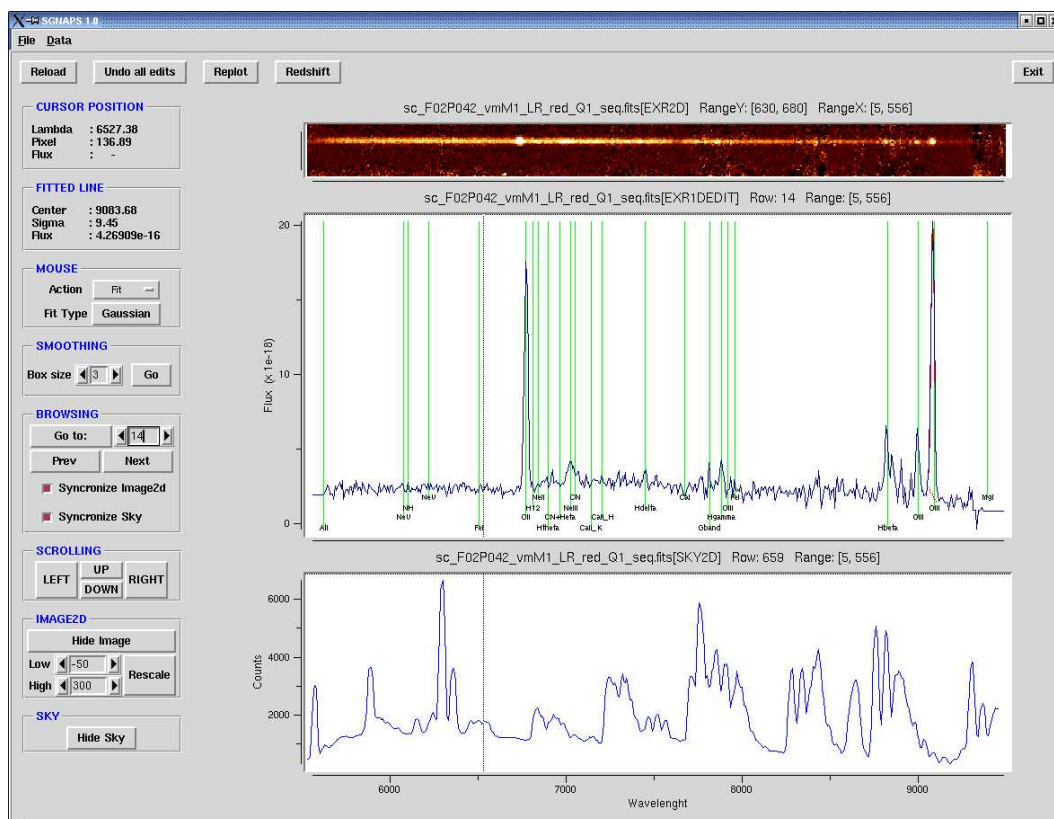 SGNAPS 1.0
File Data
Reload Undo all edits Replot Redshift Exit
CURSOR POSITION
Lambda : 6527.38
Pixel : 136.89
Flux : -
FITTED LINE
Center : 9083.68
Sigma : 9.45
Flux : 4.26909e-16
MOUSE
Action Fit
Fit Type Gaussian
SMOOTHING
Box size 3 Go
BROWSING
Go to: 14
Prev Next
Syncronize Image2d
Syncronize Sky
SCROLLING
LEFT UP DOWN RIGHT
IMAGE2D
Hide Image
Low -50
High 300
Rescale
SKY
Hide Sky
sc_F02P042_vmM1_LR_red_Q1_seq.fits[EXR2D] RangeY: [630, 680] RangeX: [5, 556]
sc_F02P042_vmM1_LR_red_Q1_seq.fits[EXR1DEDIT] Row: 14 Range: [5, 556]
20
10
0
Flux (x 1e-18)
NeV NeII CN CaI FeI MgI
NH H12 NeIII Hdelta OIII OIII
NeV OII CN+Heta CaII_H Hgamma OIII
AlI FeI Htheta CaII_K Gband Hbeta
sc_F02P042_vmM1_LR_red_Q1_seq.fits[SKY2D] Row: 659 Range: [5, 556]
6000
4000
2000
Counts
6000 7000 8000 9000
Wavelenght